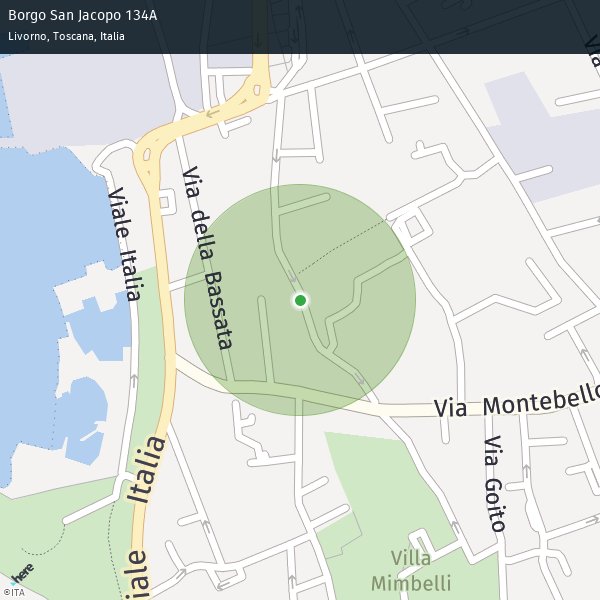 Borgo San Jacopo 134A
Livorno, Toscana, Italia
Via
Viale Italia
Via della Bassata
Via Montebello
Viale Italia
Via Goito
Villa
Mimbelli
here
©ITA